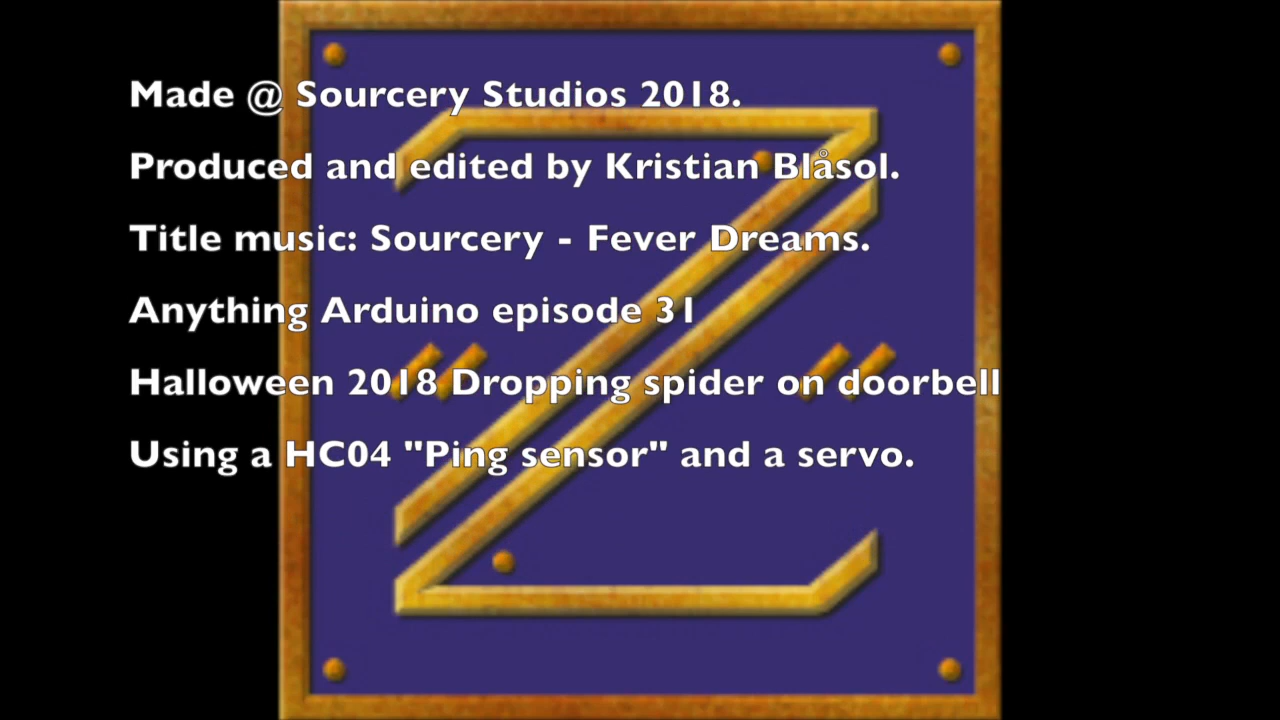 Made @ Sourcery Studios 2018.
Produced and edited by Kristian Blåsol.
Title music: Sourcery - Fever Dreams.
Anything Arduino episode 31
Halloween 2018 Dropping spider on doorbell
Using a HC04 "Ping sensor" and a servo.